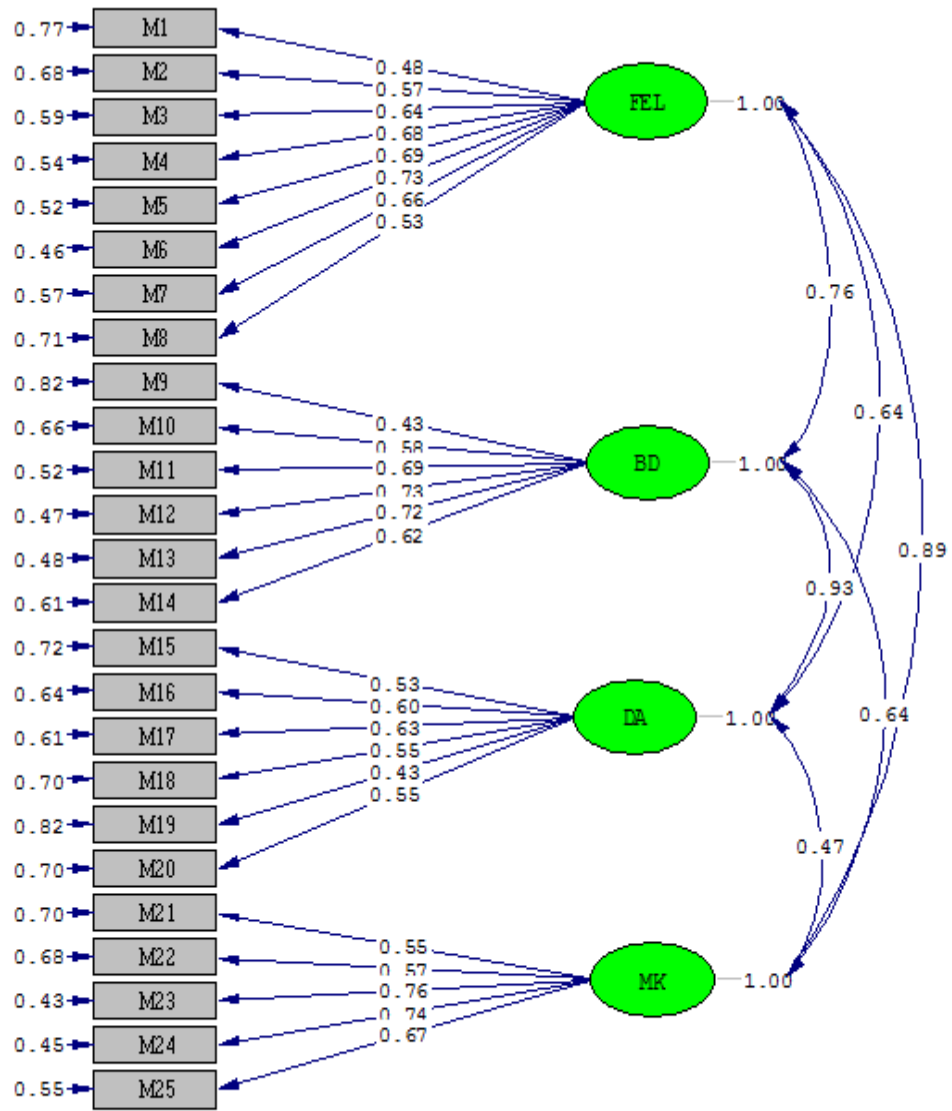 0.77 M1
0.48
0.68 M2
0.57
FEL 1.00
0.59 M3
0.64
0.54 M4
0.68
0.52 M5
0.69
0.46 M6
0.73
0.57 M7
0.66
0.71 M8
0.53
0.76
0.82 M9
0.43
0.64
0.66 M10
0.58
BD 1.00
0.52 M11
0.69
0.47 M12
0.73
0.48 M13
0.72
0.61 M14
0.62
0.89
0.93
0.72 M15
0.53
0.64 M16
0.60
DA 1.00
0.64
0.61 M17
0.63
0.70 M18
0.55
0.82 M19
0.43
0.70 M20
0.55
0.47
0.70 M21
0.55
0.68 M22
0.57
MK 1.00
0.43 M23
0.76
0.45 M24
0.74
0.55 M25
0.67